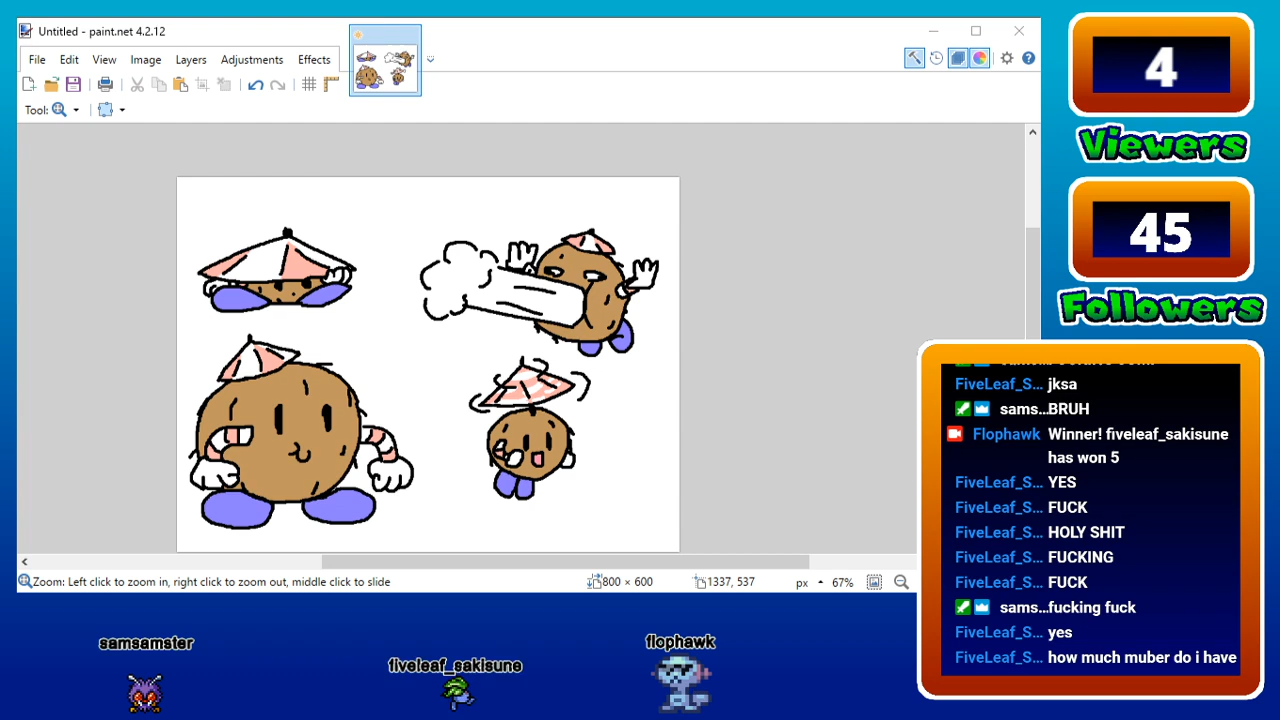 Untitled - paint.net 4.2.12
File Edit View Image Layers Adjustments Effects
Tool:
Zoom: Left click to zoom in, right click to zoom out, middle click to slide
800 × 600
1337, 537
px
67%
4
Viewers
45
Followers
FiveLeaf_S... jksa
sams... BRUH
Flophawk Winner! fiveleaf_sakisune
has won 5
FiveLeaf_S... YES
FiveLeaf_S... FUCK
FiveLeaf_S... HOLY SHIT
FiveLeaf_S... FUCKING
FiveLeaf_S... FUCK
sams... fucking fuck
FiveLeaf_S... yes
FiveLeaf_S... how much muber do i have
samsamster
fiveleaf_sakisune
flophawk